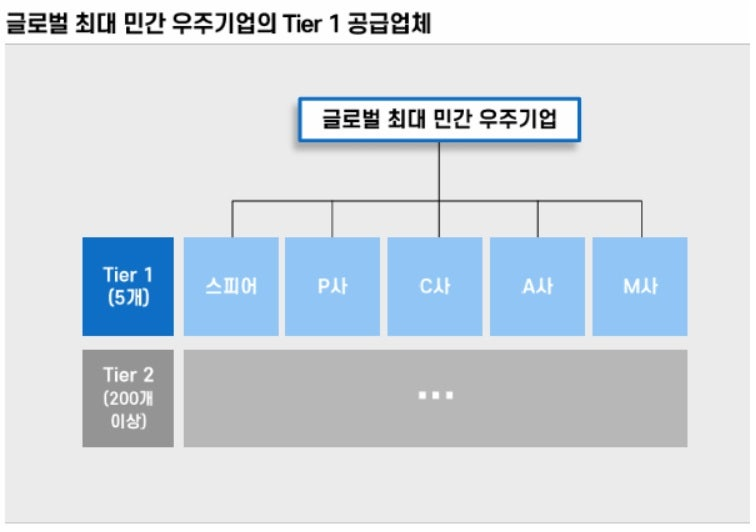 글로벌 최대 민간 우주기업의 Tier 1 공급업체
글로벌 최대 민간 우주기업
Tier 1
(5개)
스피어
P사
C사
A사
M사
Tier 2
(200개
이상)
...